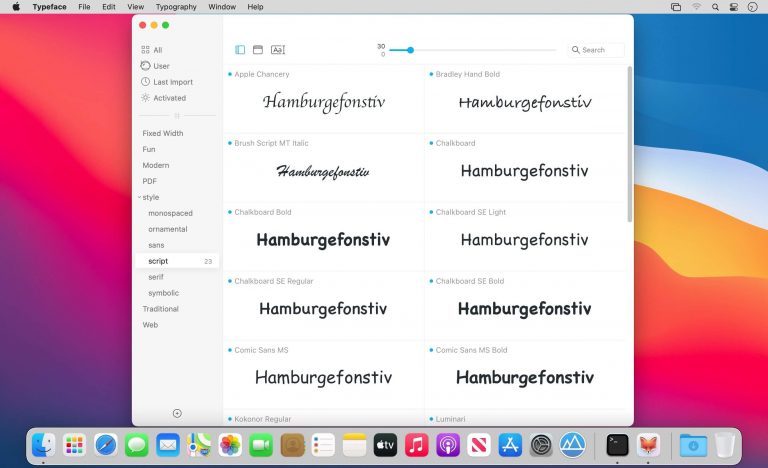 Typeface File Edit View Typography Window Help
All
User
Last Import
Activated
Fixed Width
Fun
Modern
PDF
style
monospaced
ornamental
sans
script 23
serif
symbolic
Traditional
Web
30
0
Aa
Search
Apple Chancery
Hamburgefonstiv
Bradley Hand Bold
Hamburgefonstiv
Brush Script MT Italic
Hamburgefonstiv
Chalkboard
Hamburgefonstiv
Chalkboard Bold
Hamburgefonstiv
Chalkboard SE Light
Hamburgefonstiv
Chalkboard SE Regular
Hamburgefonstiv
Chalkboard SE Bold
Hamburgefonstiv
Comic Sans MS
Hamburgefonstiv
Comic Sans MS Bold
Hamburgefonstiv
Kokonor Regular
Luminari
tv